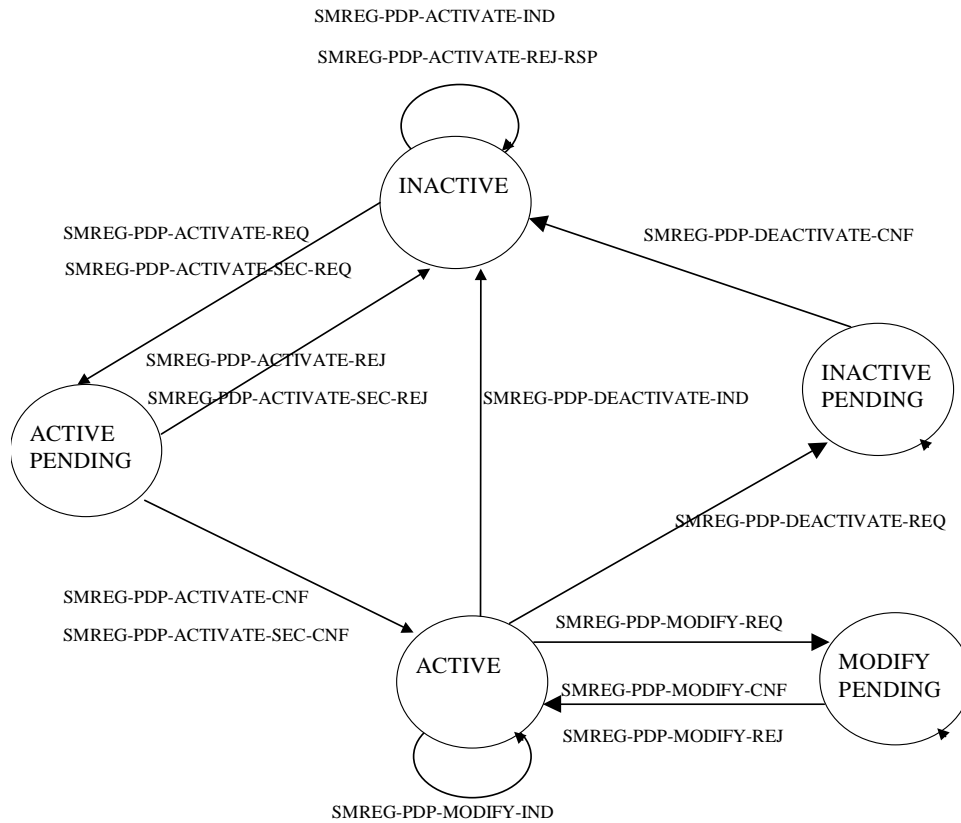 SMREG-PDP-ACTIVATE-IND
SMREG-PDP-ACTIVATE-REJ-RSP
INACTIVE
SMREG-PDP-ACTIVATE-REQ
SMREG-PDP-ACTIVATE-SEC-REQ
SMREG-PDP-DEACTIVATE-CNF
SMREG-PDP-ACTIVATE-REJ
SMREG-PDP-ACTIVATE-SEC-REJ
SMREG-PDP-DEACTIVATE-IND
INACTIVE
PENDING
ACTIVE
PENDING
SMREG-PDP-DEACTIVATE-REQ
SMREG-PDP-ACTIVATE-CNF
SMREG-PDP-ACTIVATE-SEC-CNF
SMREG-PDP-MODIFY-REQ
ACTIVE
SMREG-PDP-MODIFY-CNF
SMREG-PDP-MODIFY-REJ
MODIFY
PENDING
SMREG-PDP-MODIFY-IND